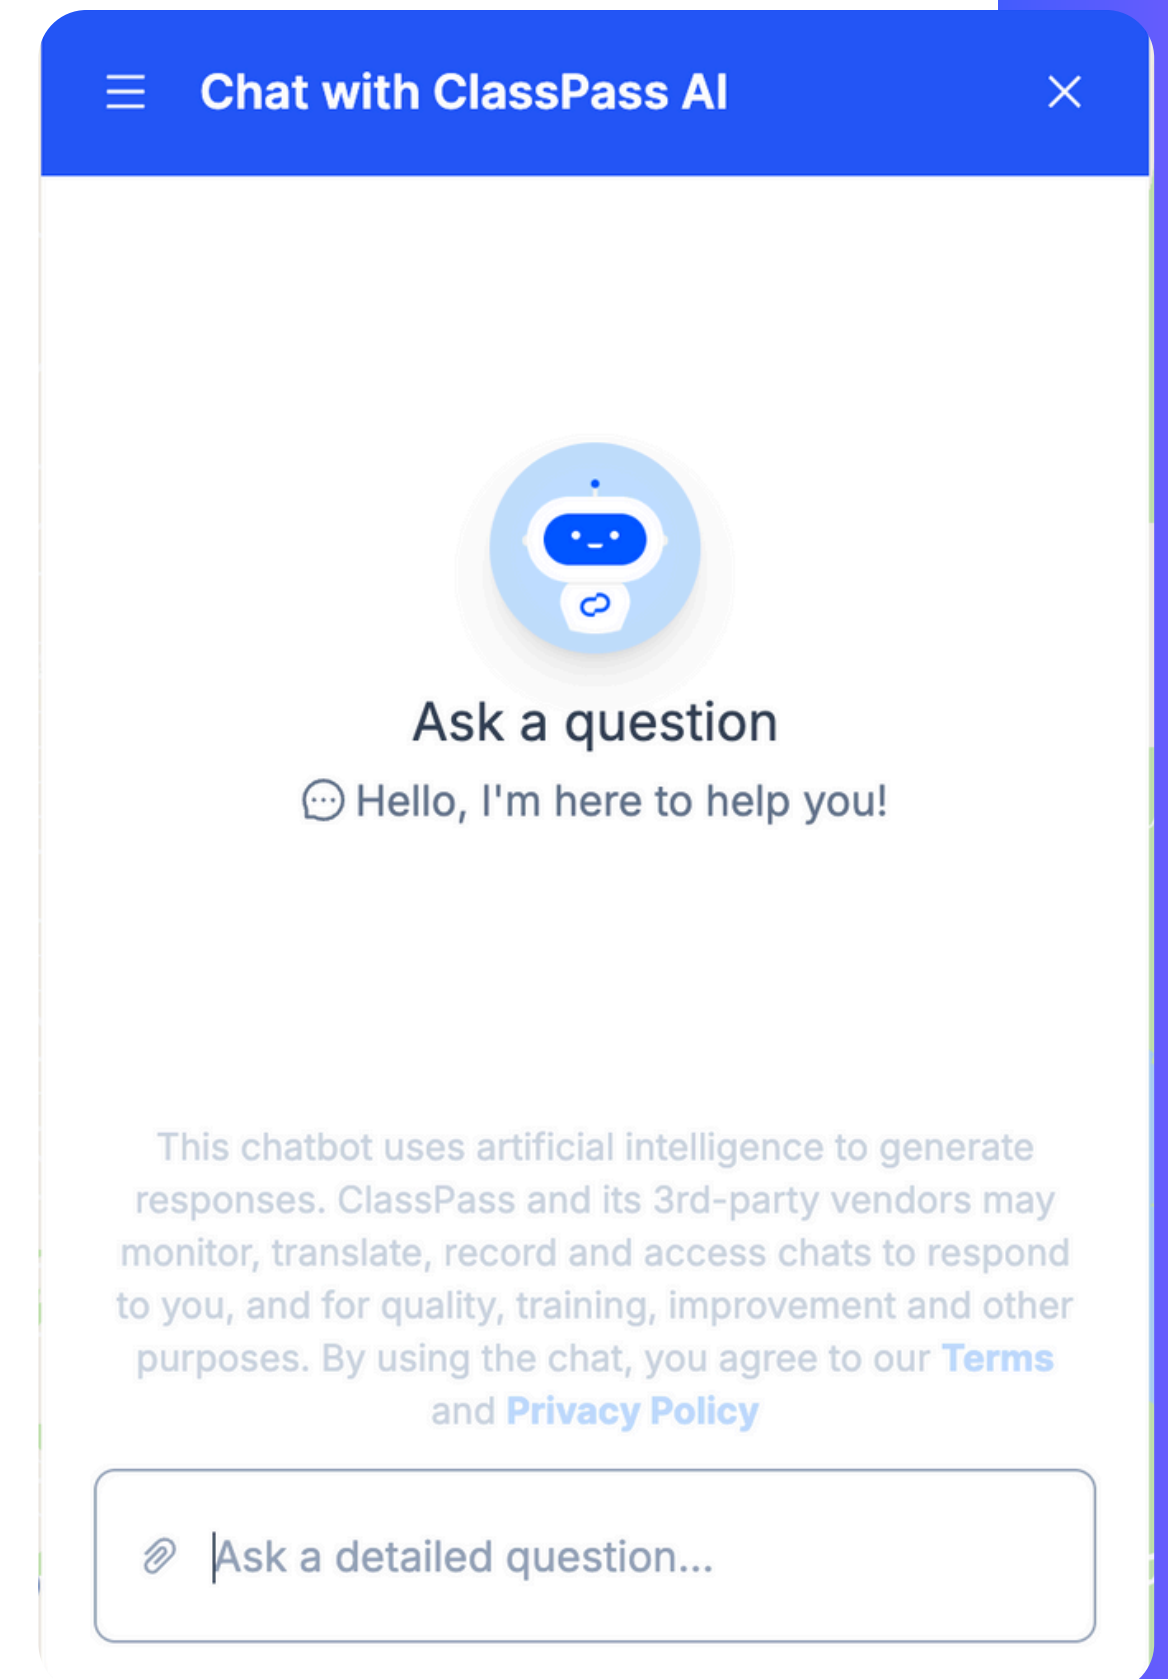 Chat with ClassPass AI
Ask a question
Hello, I'm here to help you!
This chatbot uses artificial intelligence to generate
responses. ClassPass and its 3rd-party vendors may
monitor, translate, record and access chats to respond
to you, and for quality, training, improvement and other
purposes. By using the chat, you agree to our Terms
and Privacy Policy
Ask a detailed question...